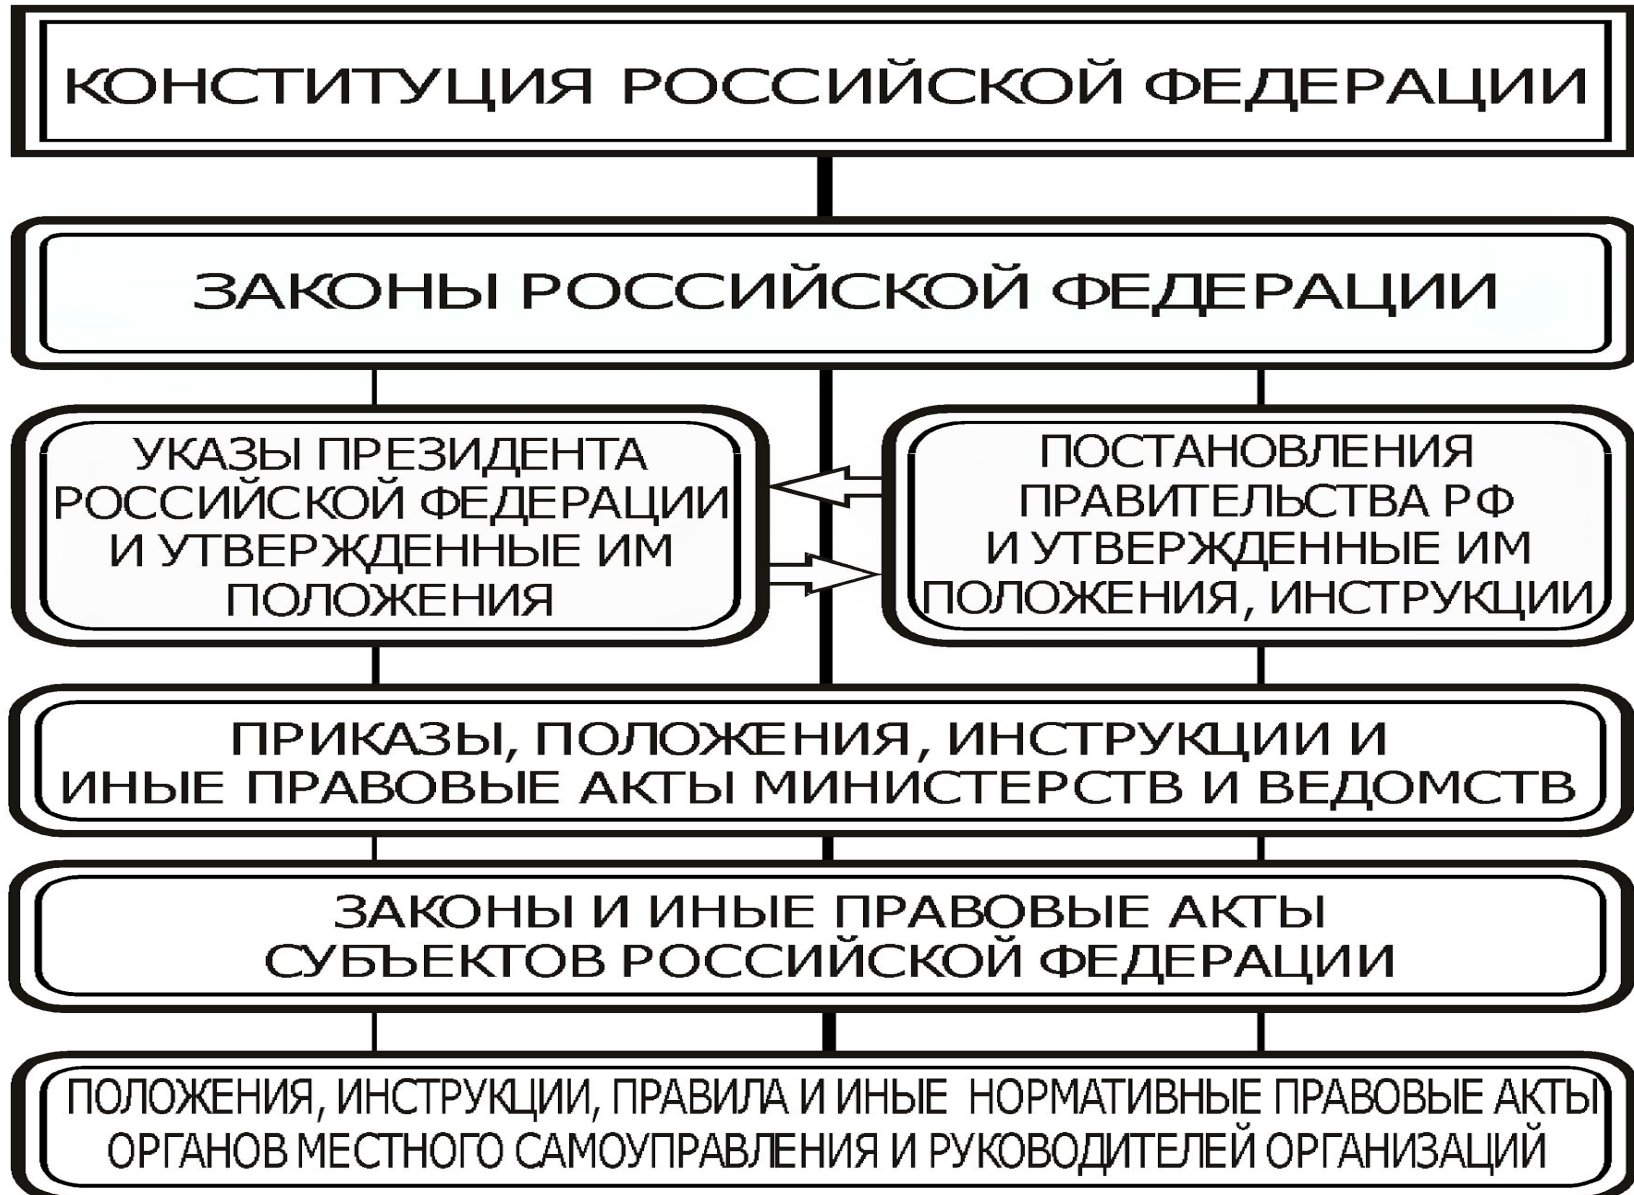 КОНСТИТУЦИЯ РОССИЙСКОЙ ФЕДЕРАЦИИ
ЗАКОНЫ РОССИЙСКОЙ ФЕДЕРАЦИИ
УКАЗЫ ПРЕЗИДЕНТА
РОССИЙСКОЙ ФЕДЕРАЦИИ
И УТВЕРЖДЕННЫЕ ИМ
ПОЛОЖЕНИЯ
ПОСТАНОВЛЕНИЯ
ПРАВИТЕЛЬСТВА РФ
И УТВЕРЖДЕННЫЕ ИМ
ПОЛОЖЕНИЯ, ИНСТРУКЦИИ
ПРИКАЗЫ, ПОЛОЖЕНИЯ, ИНСТРУКЦИИ И
ИНЫЕ ПРАВОВЫЕ АКТЫ МИНИСТЕРСТВ И ВЕДОМСТВ
ЗАКОНЫ И ИНЫЕ ПРАВОВЫЕ АКТЫ
СУБЪЕКТОВ РОССИЙСКОЙ ФЕДЕРАЦИИ
ПОЛОЖЕНИЯ, ИНСТРУКЦИИ, ПРАВИЛА И ИНЫЕ НОРМАТИВНЫЕ ПРАВОВЫЕ АКТЫ
ОРГАНОВ МЕСТНОГО САМОУПРАВЛЕНИЯ И РУКОВОДИТЕЛЕЙ ОРГАНИЗАЦИЙ